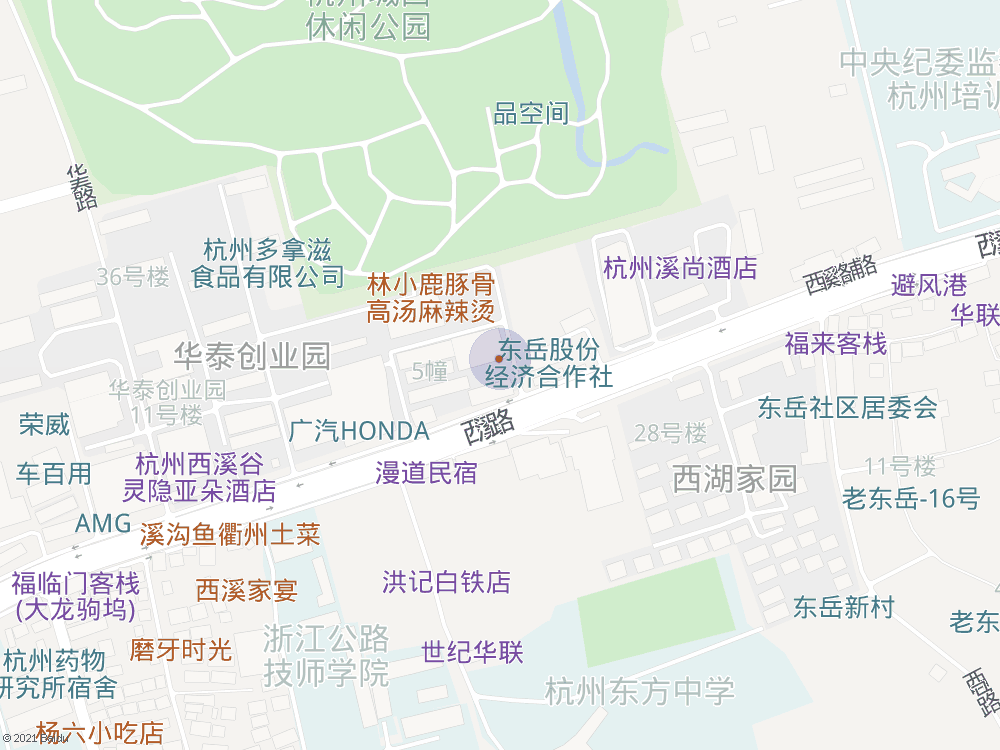 休闲公园
中央纪委监
杭州培训
品空间
华泰路
杭州多拿滋
食品有限公司
36号楼
林小鹿豚骨
高汤麻辣烫
杭州溪尚酒店
西溪路辅路
避风港
华联
福来客栈
华泰创业园
东岳股份
经济合作社
5幢
华泰创业园
11号楼
荣威
广汽HONDA
西溪路
东岳社区居委会
28号楼
车百用
杭州西溪谷
灵隐亚朵酒店
漫道民宿
西湖家园
11号楼
老东岳-16号
AMG
溪沟鱼衢州土菜
福临门客栈
(大龙驹坞)
西溪家宴
洪记白铁店
东岳新村
老东
浙江公路
技师学院
磨牙时光
世纪华联
杭州药物
研究所宿舍
杭州东方中学
杨六小吃店
© 2021 Baidu